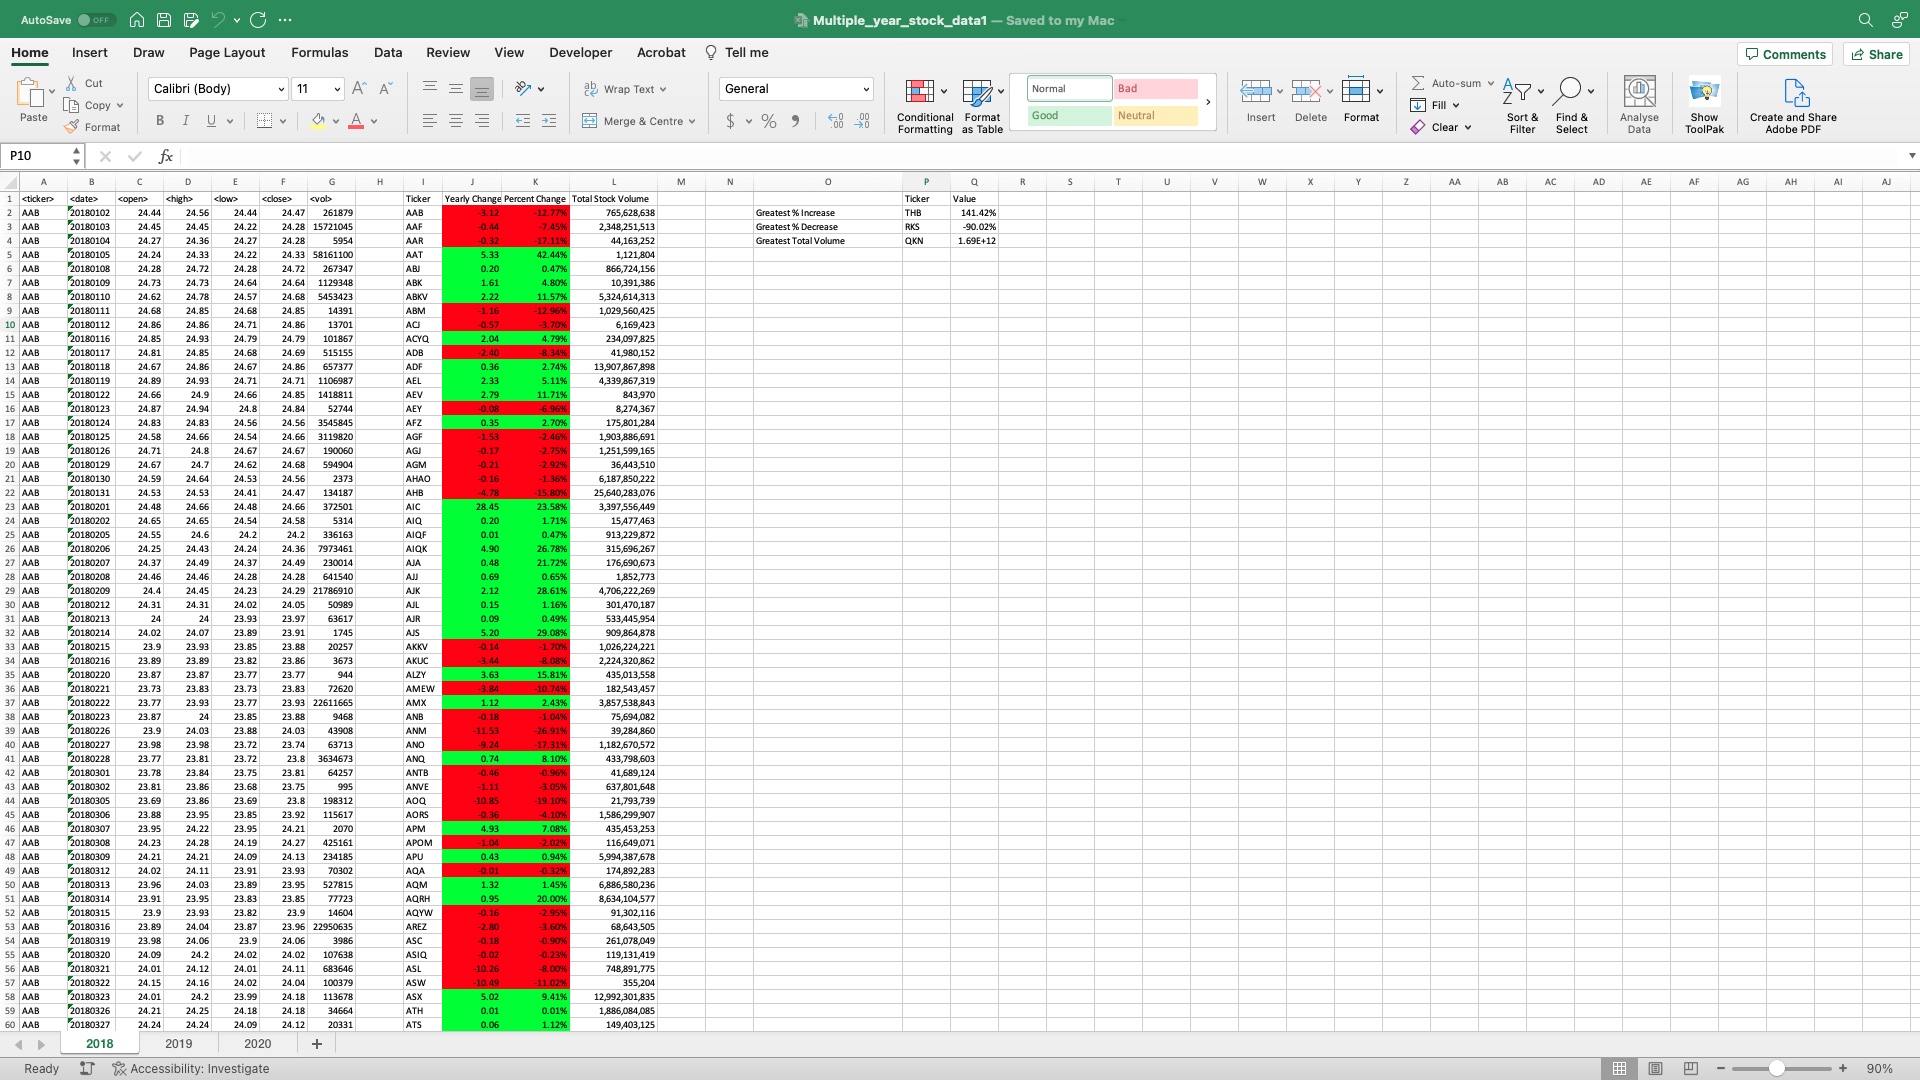 AutoSave OFF Multiple_year_stock_data1 — Saved to my Mac
Home Insert Draw Page Layout Formulas Data Review View Developer Acrobat Tell me Comments Share
Paste Cut Copy Format
Calibri (Body) 11
B I U A
Wrap Text
Merge & Centre
General
$ %
Conditional Formatting
Format as Table
Normal Bad
Good Neutral
Insert Delete Format
Auto-sum
Fill
Clear
Sort & Filter
Find & Select
Analyse Data
Show ToolPak
Create and Share Adobe PDF
P10 fx
A B C D E F G H I J K L M N O P Q R S T U V W X Y Z AA AB AC AD AE AF AG AH AI AJ
1 <ticker> <date> <open> <high> <low> <close> <vol> Ticker Yearly Change Percent Change Total Stock Volume Ticker Value
2 AAB 20180102 24.44 24.56 24.44 24.47 261879 AAB -3.12 -12.77% 765,628,638 Greatest % Increase THB 141.42%
3 AAB 20180103 24.45 24.45 24.22 24.28 15721045 AAF -0.44 -7.45% 2,348,251,513 Greatest % Decrease RKS -90.02%
4 AAB 20180104 24.27 24.36 24.27 24.28 5954 AAR -0.32 -17.11% 44,163,252 Greatest Total Volume QKN 1.69E+12
5 AAB 20180105 24.24 24.33 24.22 24.33 58161100 AAT 5.33 42.44% 1,121,804
6 AAB 20180108 24.28 24.72 24.28 24.72 267347 ABJ 0.20 0.47% 866,724,156
7 AAB 20180109 24.73 24.73 24.64 24.64 1129348 ABK 1.61 4.80% 10,391,386
8 AAB 20180110 24.62 24.78 24.57 24.68 5453423 ABKV 2.22 11.57% 5,324,614,313
9 AAB 20180111 24.68 24.85 24.68 24.85 14391 ABM -1.16 -12.96% 1,029,560,425
10 AAB 20180112 24.86 24.86 24.71 24.86 13701 ACJ -0.57 -3.70% 6,169,423
11 AAB 20180116 24.85 24.93 24.79 24.79 101867 ACYQ 2.04 4.79% 234,097,825
12 AAB 20180117 24.81 24.85 24.68 24.69 515155 ADB -2.40 -8.34% 41,980,152
13 AAB 20180118 24.67 24.86 24.67 24.86 657377 ADF 0.36 2.74% 13,907,867,898
14 AAB 20180119 24.89 24.93 24.71 24.71 1106987 AEL 2.33 5.11% 4,339,867,319
15 AAB 20180122 24.66 24.9 24.66 24.85 1418811 AEV 2.79 11.71% 843,970
16 AAB 20180123 24.87 24.94 24.8 24.84 52744 AEY -0.08 -6.96% 8,274,367
17 AAB 20180124 24.83 24.83 24.56 24.56 3545845 AFZ 0.35 2.70% 175,801,284
18 AAB 20180125 24.58 24.66 24.54 24.66 3119820 AGF -1.53 -2.46% 1,903,886,691
19 AAB 20180126 24.71 24.8 24.67 24.67 190060 AGJ -0.17 -2.75% 1,251,599,165
20 AAB 20180129 24.67 24.7 24.62 24.68 594904 AGM -0.21 -2.92% 36,443,510
21 AAB 20180130 24.59 24.64 24.53 24.56 2373 AHAO -0.16 -1.36% 6,187,850,222
22 AAB 20180131 24.53 24.53 24.41 24.47 134187 AHB -4.78 -15.80% 25,640,283,076
23 AAB 20180201 24.48 24.66 24.48 24.66 372501 AIC 28.45 23.58% 3,397,556,449
24 AAB 20180202 24.65 24.65 24.54 24.58 5314 AIQ 0.20 1.71% 15,477,463
25 AAB 20180205 24.55 24.6 24.2 24.2 336163 AIQF 0.01 0.47% 913,229,872
26 AAB 20180206 24.25 24.43 24.24 24.36 7973461 AIQK 4.90 26.78% 315,696,267
27 AAB 20180207 24.37 24.49 24.37 24.49 230014 AJA 0.48 21.72% 176,690,673
28 AAB 20180208 24.46 24.46 24.28 24.28 641540 AJJ 0.69 0.65% 1,852,773
29 AAB 20180209 24.4 24.45 24.23 24.29 21786910 AJK 2.12 28.61% 4,706,222,269
30 AAB 20180212 24.31 24.31 24.02 24.05 50989 AJL 0.15 1.16% 301,470,187
31 AAB 20180213 24 24 23.93 23.97 63617 AJR 0.09 0.49% 533,445,954
32 AAB 20180214 24.02 24.07 23.89 23.91 1745 AJS 5.20 29.08% 909,864,878
33 AAB 20180215 23.9 23.93 23.85 23.88 20257 AKKV -0.14 -1.70% 1,026,224,221
34 AAB 20180216 23.89 23.89 23.82 23.86 3673 AKUC -3.44 -8.08% 2,224,320,862
35 AAB 20180220 23.87 23.87 23.77 23.77 944 ALZY 3.63 15.81% 435,013,558
36 AAB 20180221 23.73 23.83 23.73 23.83 72620 AMEW -3.84 -10.74% 182,543,457
37 AAB 20180222 23.77 23.93 23.77 23.93 22611665 AMX 1.12 2.43% 3,857,538,843
38 AAB 20180223 23.87 24 23.85 23.88 9468 ANB -0.18 -1.04% 75,694,082
39 AAB 20180226 23.9 24.03 23.88 24.03 43908 ANM -11.53 -26.91% 39,284,860
40 AAB 20180227 23.98 23.98 23.72 23.74 63713 ANO -9.24 -17.31% 1,182,670,572
41 AAB 20180228 23.77 23.81 23.72 23.8 3634673 ANQ 0.74 8.10% 433,798,603
42 AAB 20180301 23.78 23.84 23.75 23.81 64257 ANTB -0.46 -0.96% 41,689,124
43 AAB 20180302 23.81 23.86 23.68 23.75 995 ANVE -1.11 -3.05% 637,801,648
44 AAB 20180305 23.69 23.86 23.69 23.8 198312 AOQ -10.85 -19.10% 21,793,739
45 AAB 20180306 23.88 23.95 23.85 23.92 115617 AORS -0.36 -4.10% 1,586,299,907
46 AAB 20180307 23.95 24.22 23.95 24.21 2070 APM 4.93 7.08% 435,453,253
47 AAB 20180308 24.23 24.28 24.19 24.27 425161 APOM -1.04 -2.02% 116,649,071
48 AAB 20180309 24.21 24.21 24.09 24.13 234185 APU 0.43 0.94% 5,994,387,678
49 AAB 20180312 24.02 24.11 23.91 23.93 70302 AQA -0.01 -0.32% 174,892,283
50 AAB 20180313 23.96 24.03 23.89 23.95 527815 AQM 1.32 1.45% 6,886,580,236
51 AAB 20180314 23.91 23.95 23.83 23.85 77723 AQRH 0.95 20.00% 8,634,104,577
52 AAB 20180315 23.9 23.93 23.82 23.9 14604 AQYW -0.16 -2.95% 91,302,116
53 AAB 20180316 23.89 24.04 23.87 23.96 22950635 AREZ -2.80 -3.60% 68,643,505
54 AAB 20180319 23.98 24.06 23.9 24.06 3986 ASC -0.18 -0.90% 261,078,049
55 AAB 20180320 24.09 24.2 24.02 24.02 107638 ASIQ -0.02 -0.23% 119,131,419
56 AAB 20180321 24.01 24.12 24.01 24.11 683646 ASL -10.26 -8.00% 748,891,775
57 AAB 20180322 24.15 24.16 24.02 24.04 100379 ASW -10.49 -11.02% 355,204
58 AAB 20180323 24.01 24.2 23.99 24.18 113678 ASX 5.02 9.41% 12,992,301,835
59 AAB 20180326 24.21 24.25 24.18 24.18 34664 ATH 0.01 0.01% 1,886,084,085
60 AAB 20180327 24.24 24.24 24.09 24.12 20331 ATS 0.06 1.12% 149,403,125
2018 2019 2020 +
Ready Accessibility: Investigate 90%